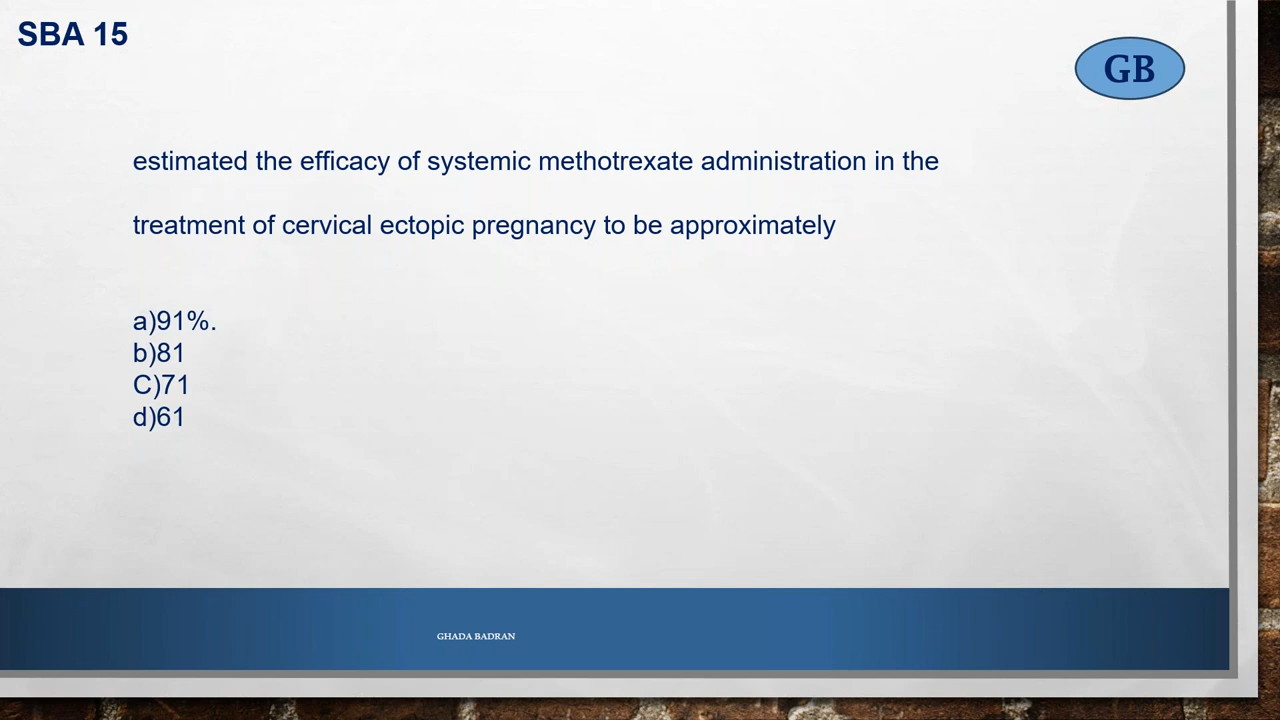 SBA 15
GB
estimated the efficacy of systemic methotrexate administration in the
treatment of cervical ectopic pregnancy to be approximately
a)91%.
b)81
C)71
d)61
GHADA BADRAN